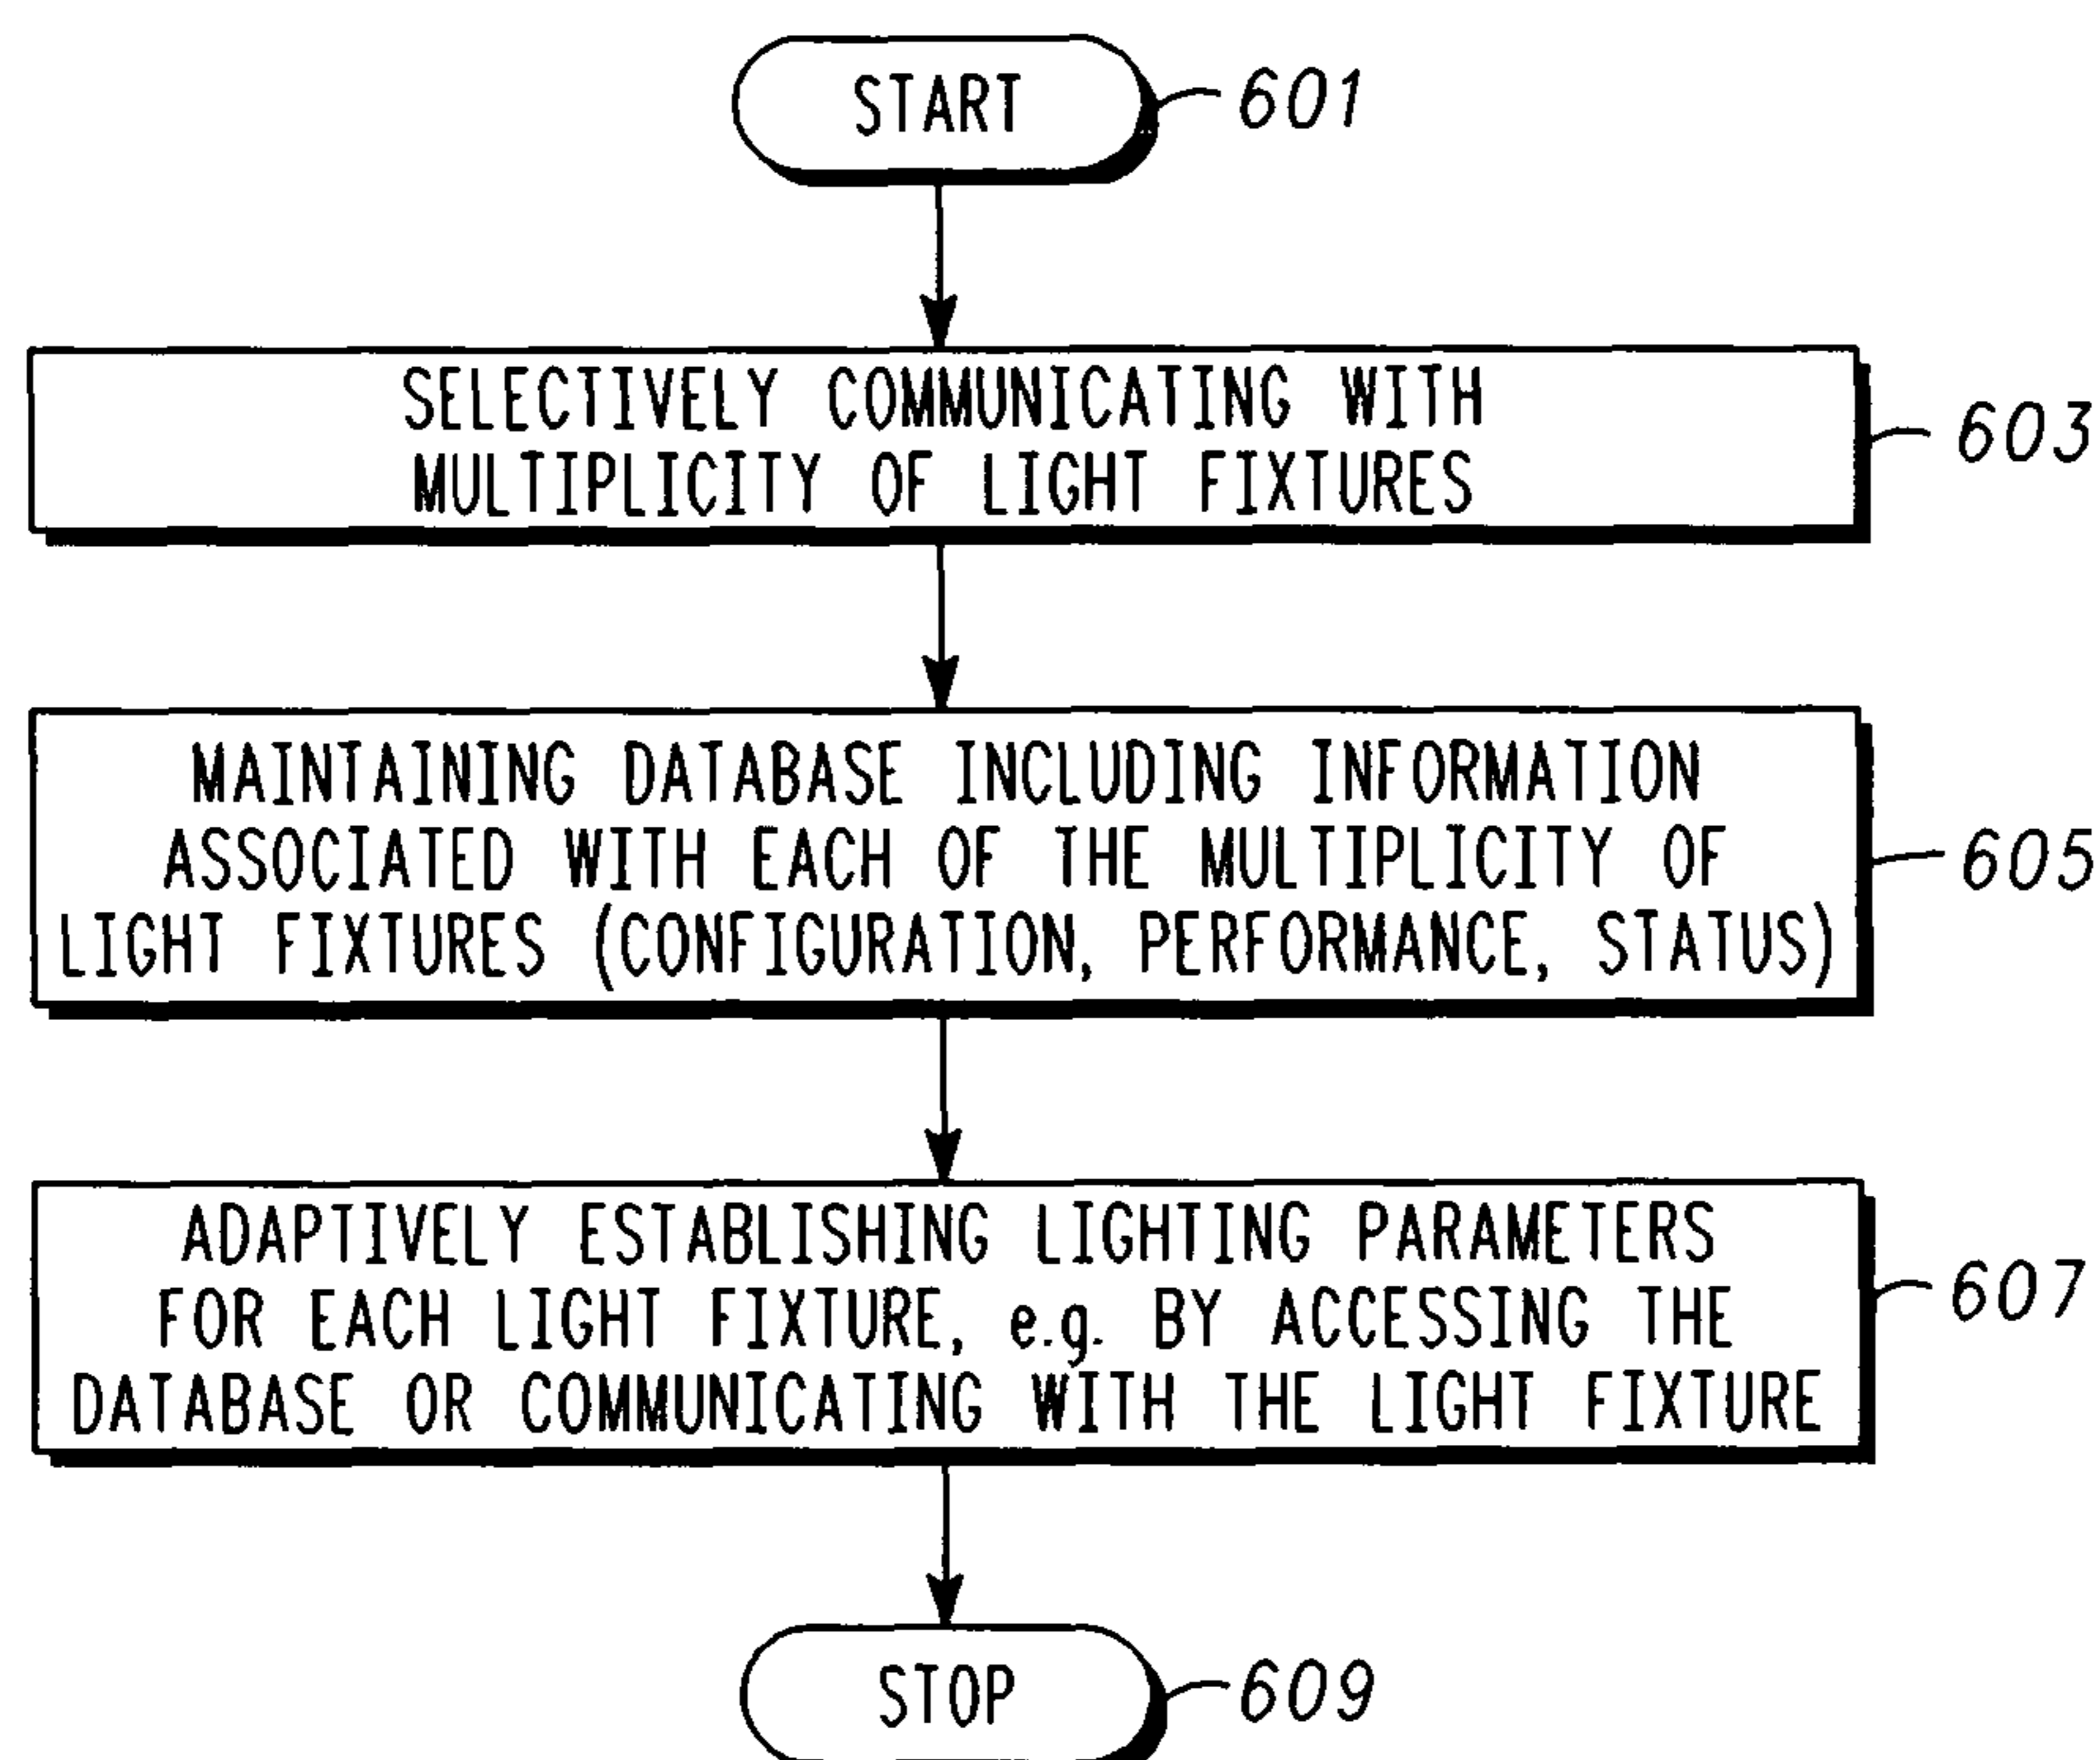 START
601
SELECTIVELY COMMUNICATING WITH
MULTIPLICITY OF LIGHT FIXTURES
603
MAINTAINING DATABASE INCLUDING INFORMATION
ASSOCIATED WITH EACH OF THE MULTIPLICITY OF
LIGHT FIXTURES (CONFIGURATION, PERFORMANCE, STATUS)
605
ADAPTIVELY ESTABLISHING LIGHTING PARAMETERS
FOR EACH LIGHT FIXTURE, e.g. BY ACCESSING THE
DATABASE OR COMMUNICATING WITH THE LIGHT FIXTURE
607
STOP
609